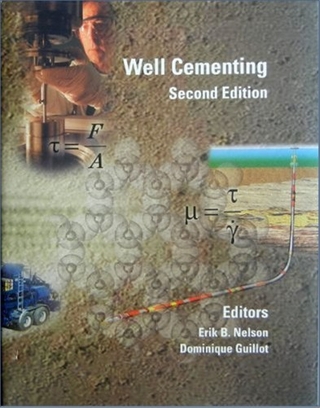 Well Cementing
Second Edition
τ = F/A
μ = τ/γ̇
Editors
Erik B. Nelson
Dominique Guillot